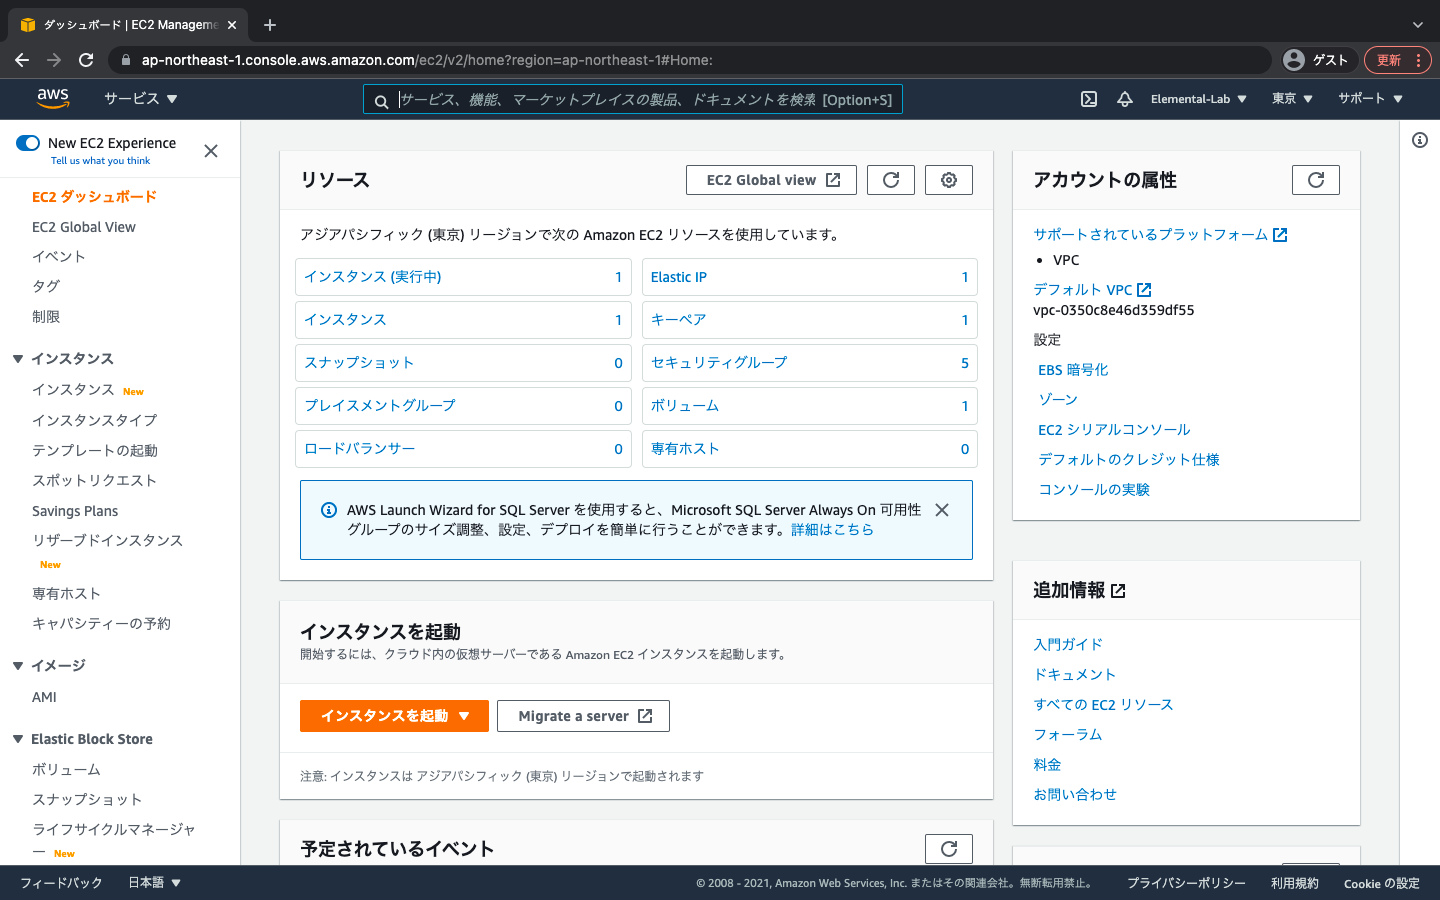 ダッシュボード | EC2 Manageme
ap-northeast-1.console.aws.amazon.com/ec2/v2/home?region=ap-northeast-1#Home:
ゲスト
更新
aws
サービス
サービス、機能、マーケットプレイスの製品、ドキュメントを検索 [Option+S]
Elemental-Lab
東京
サポート
New EC2 Experience
Tell us what you think
EC2 ダッシュボード
EC2 Global View
イベント
タグ
制限
インスタンス
インスタンス New
インスタンスタイプ
テンプレートの起動
スポットリクエスト
Savings Plans
リザーブドインスタンス
New
専有ホスト
キャパシティーの予約
イメージ
AMI
Elastic Block Store
ボリューム
スナップショット
ライフサイクルマネージャ
ー New
リソース
EC2 Global view
アジアパシフィック (東京) リージョンで次の Amazon EC2 リソースを使用しています。
インスタンス (実行中) 1
Elastic IP 1
インスタンス 1
キーペア 1
スナップショット 0
セキュリティグループ 5
プレイスメントグループ 0
ボリューム 1
ロードバランサー 0
専有ホスト 0
AWS Launch Wizard for SQL Server を使用すると、Microsoft SQL Server Always On 可用性
グループのサイズ調整、設定、デプロイを簡単に行うことができます。詳細はこちら
インスタンスを起動
開始するには、クラウド内の仮想サーバーである Amazon EC2 インスタンスを起動します。
インスタンスを起動
Migrate a server
注意: インスタンスは アジアパシフィック (東京) リージョンで起動されます
予定されているイベント
アカウントの属性
サポートされているプラットフォーム
• VPC
デフォルト VPC
vpc-0350c8e46d359df55
設定
EBS 暗号化
ゾーン
EC2 シリアルコンソール
デフォルトのクレジット仕様
コンソールの実験
追加情報
入門ガイド
ドキュメント
すべての EC2 リソース
フォーラム
料金
お問い合わせ
フィードバック
日本語
© 2008 - 2021, Amazon Web Services, Inc. またはその関連会社。無断転用禁止。
プライバシーポリシー
利用規約
Cookie の設定